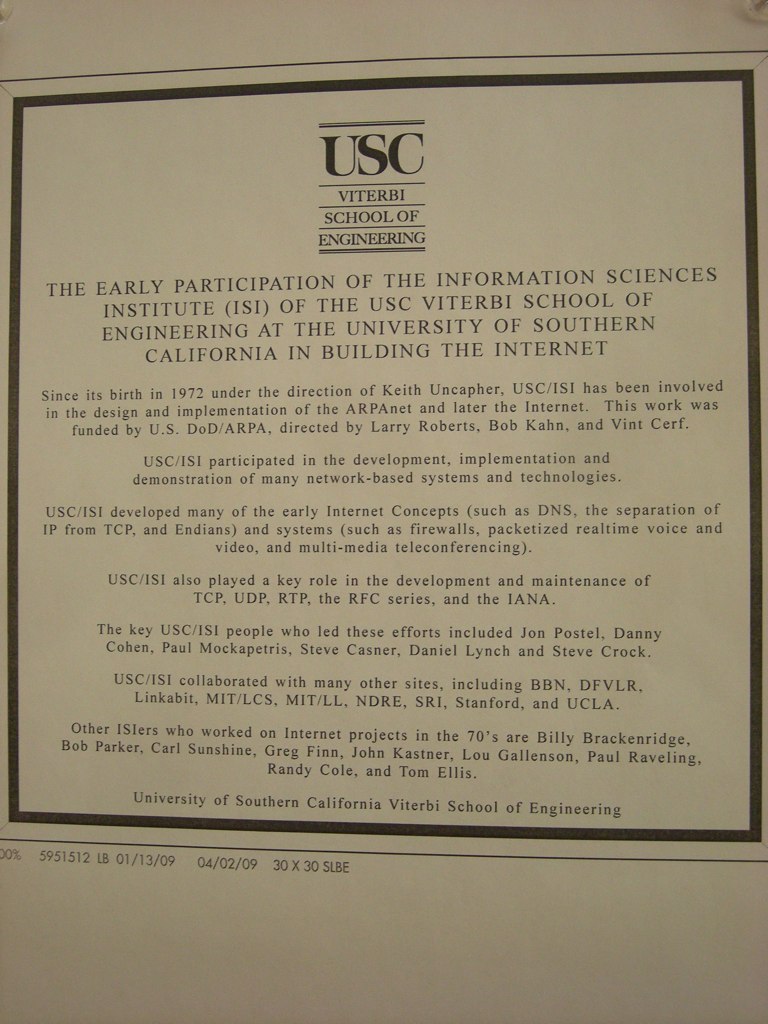 USC
VITERBI
SCHOOL OF
ENGINEERING
THE EARLY PARTICIPATION OF THE INFORMATION SCIENCES
INSTITUTE (ISI) OF THE USC VITERBI SCHOOL OF
ENGINEERING AT THE UNIVERSITY OF SOUTHERN
CALIFORNIA IN BUILDING THE INTERNET
Since its birth in 1972 under the direction of Keith Uncapher, USC/ISI has been involved
in the design and implementation of the ARPAnet and later the Internet. This work was
funded by U.S. DoD/ARPA, directed by Larry Roberts, Bob Kahn, and Vint Cerf.
USC/ISI participated in the development, implementation and
demonstration of many network-based systems and technologies.
USC/ISI developed many of the early Internet Concepts (such as DNS, the separation of
IP from TCP, and Endians) and systems (such as firewalls, packetized realtime voice and
video, and multi-media teleconferencing).
USC/ISI also played a key role in the development and maintenance of
TCP, UDP, RTP, the RFC series, and the IANA.
The key USC/ISI people who led these efforts included Jon Postel, Danny
Cohen, Paul Mockapetris, Steve Casner, Daniel Lynch and Steve Crock.
USC/ISI collaborated with many other sites, including BBN, DFVLR,
Linkabit, MIT/LCS, MIT/LL, NDRE, SRI, Stanford, and UCLA.
Other ISIers who worked on Internet projects in the 70's are Billy Brackenridge,
Bob Parker, Carl Sunshine, Greg Finn, John Kastner, Lou Gallenson, Paul Raveling,
Randy Cole, and Tom Ellis.
University of Southern California Viterbi School of Engineering
00% 5951512 LB 01/13/09 04/02/09 30 X 30 SLBE